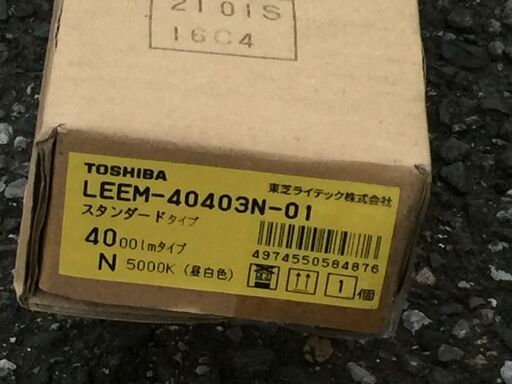 2101S
16C4
TOSHIBA
東芝ライテック株式会社
LEEM-40403N-01
スタンダードタイプ
4000lmタイプ
4974550584876
N 5000K (昼白色)
1個